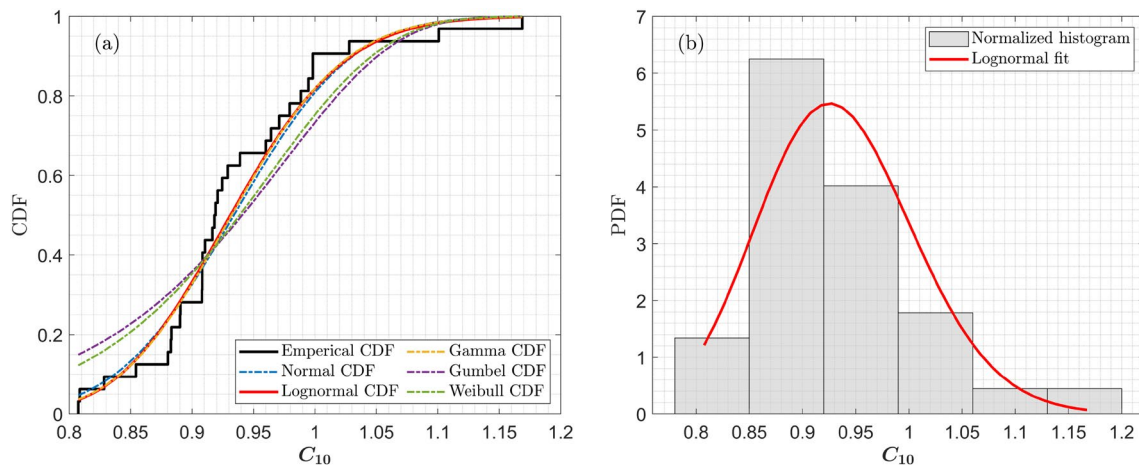 (a)
CDF
1
0.8
0.6
0.4
0.2
0
Emperical CDF
Normal CDF
Lognormal CDF
Gamma CDF
Gumbel CDF
Weibull CDF
0.8 0.85 0.9 0.95 1 1.05 1.1 1.15 1.2
C10
(b)
PDF
7
6
5
4
3
2
1
0
Normalized histogram
Lognormal fit
0.8 0.85 0.9 0.95 1 1.05 1.1 1.15 1.2
C10